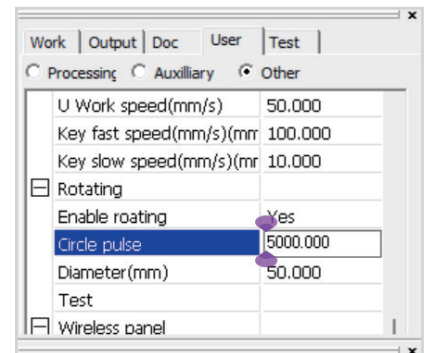 x
Work Output Doc User Test
Processing Auxilliary Other
U Work speed(mm/s) 50.000
Key fast speed(mm/s)(mm 100.000
Key slow speed(mm/s)(mr 10.000
Rotating
Enable roating Yes
Circle pulse 5000.000
Diameter(mm) 50.000
Test
Wireless panel
x